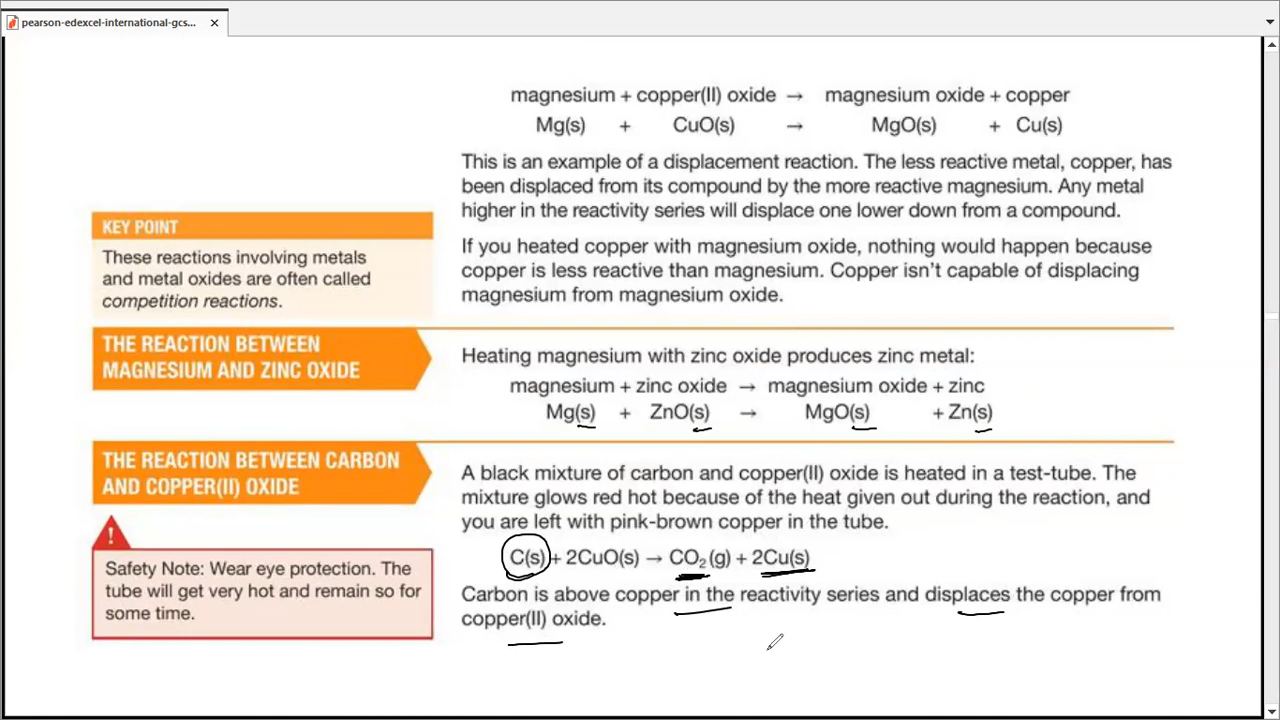 pearson-edexcel-international-gcs...
magnesium + copper(II) oxide → magnesium oxide + copper
Mg(s) + CuO(s) → MgO(s) + Cu(s)
This is an example of a displacement reaction. The less reactive metal, copper, has
been displaced from its compound by the more reactive magnesium. Any metal
higher in the reactivity series will displace one lower down from a compound.
If you heated copper with magnesium oxide, nothing would happen because
copper is less reactive than magnesium. Copper isn't capable of displacing
magnesium from magnesium oxide.
KEY POINT
These reactions involving metals
and metal oxides are often called
competition reactions.
THE REACTION BETWEEN
MAGNESIUM AND ZINC OXIDE
Heating magnesium with zinc oxide produces zinc metal:
magnesium + zinc oxide → magnesium oxide + zinc
Mg(s) + ZnO(s) → MgO(s) + Zn(s)
THE REACTION BETWEEN CARBON
AND COPPER(II) OXIDE
A black mixture of carbon and copper(II) oxide is heated in a test-tube. The
mixture glows red hot because of the heat given out during the reaction, and
you are left with pink-brown copper in the tube.
C(s) + 2CuO(s) → CO₂(g) + 2Cu(s)
Carbon is above copper in the reactivity series and displaces the copper from
copper(II) oxide.
!
Safety Note: Wear eye protection. The
tube will get very hot and remain so for
some time.